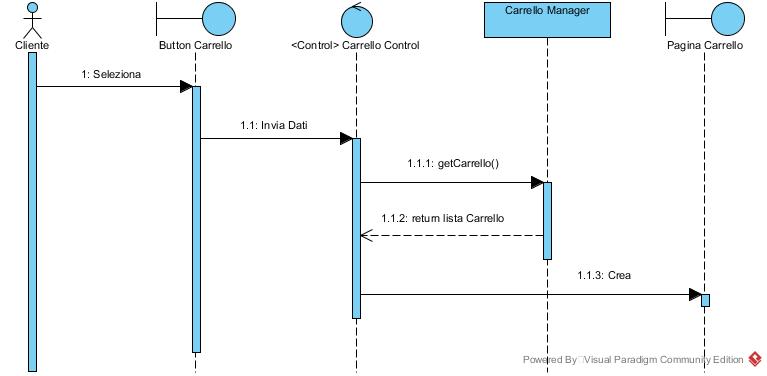 Carrello Manager
Cliente
Button Carrello
<Control> Carrello Control
Pagina Carrello
1: Seleziona
1.1: Invia Dati
1.1.1: getCarrello()
1.1.2: return lista Carrello
1.1.3: Crea
Powered By Visual Paradigm Community Edition